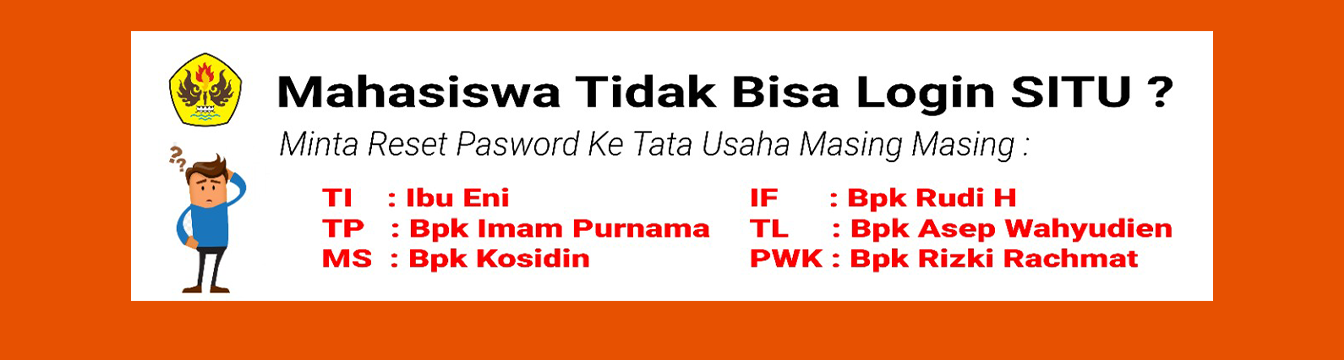 Mahasiswa Tidak Bisa Login SITU ?
Minta Reset Pasword Ke Tata Usaha Masing Masing :
TI : Ibu Eni
TP : Bpk Imam Purnama
MS : Bpk Kosidin
IF : Bpk Rudi H
TL : Bpk Asep Wahyudien
PWK : Bpk Rizki Rachmat
? ? ?